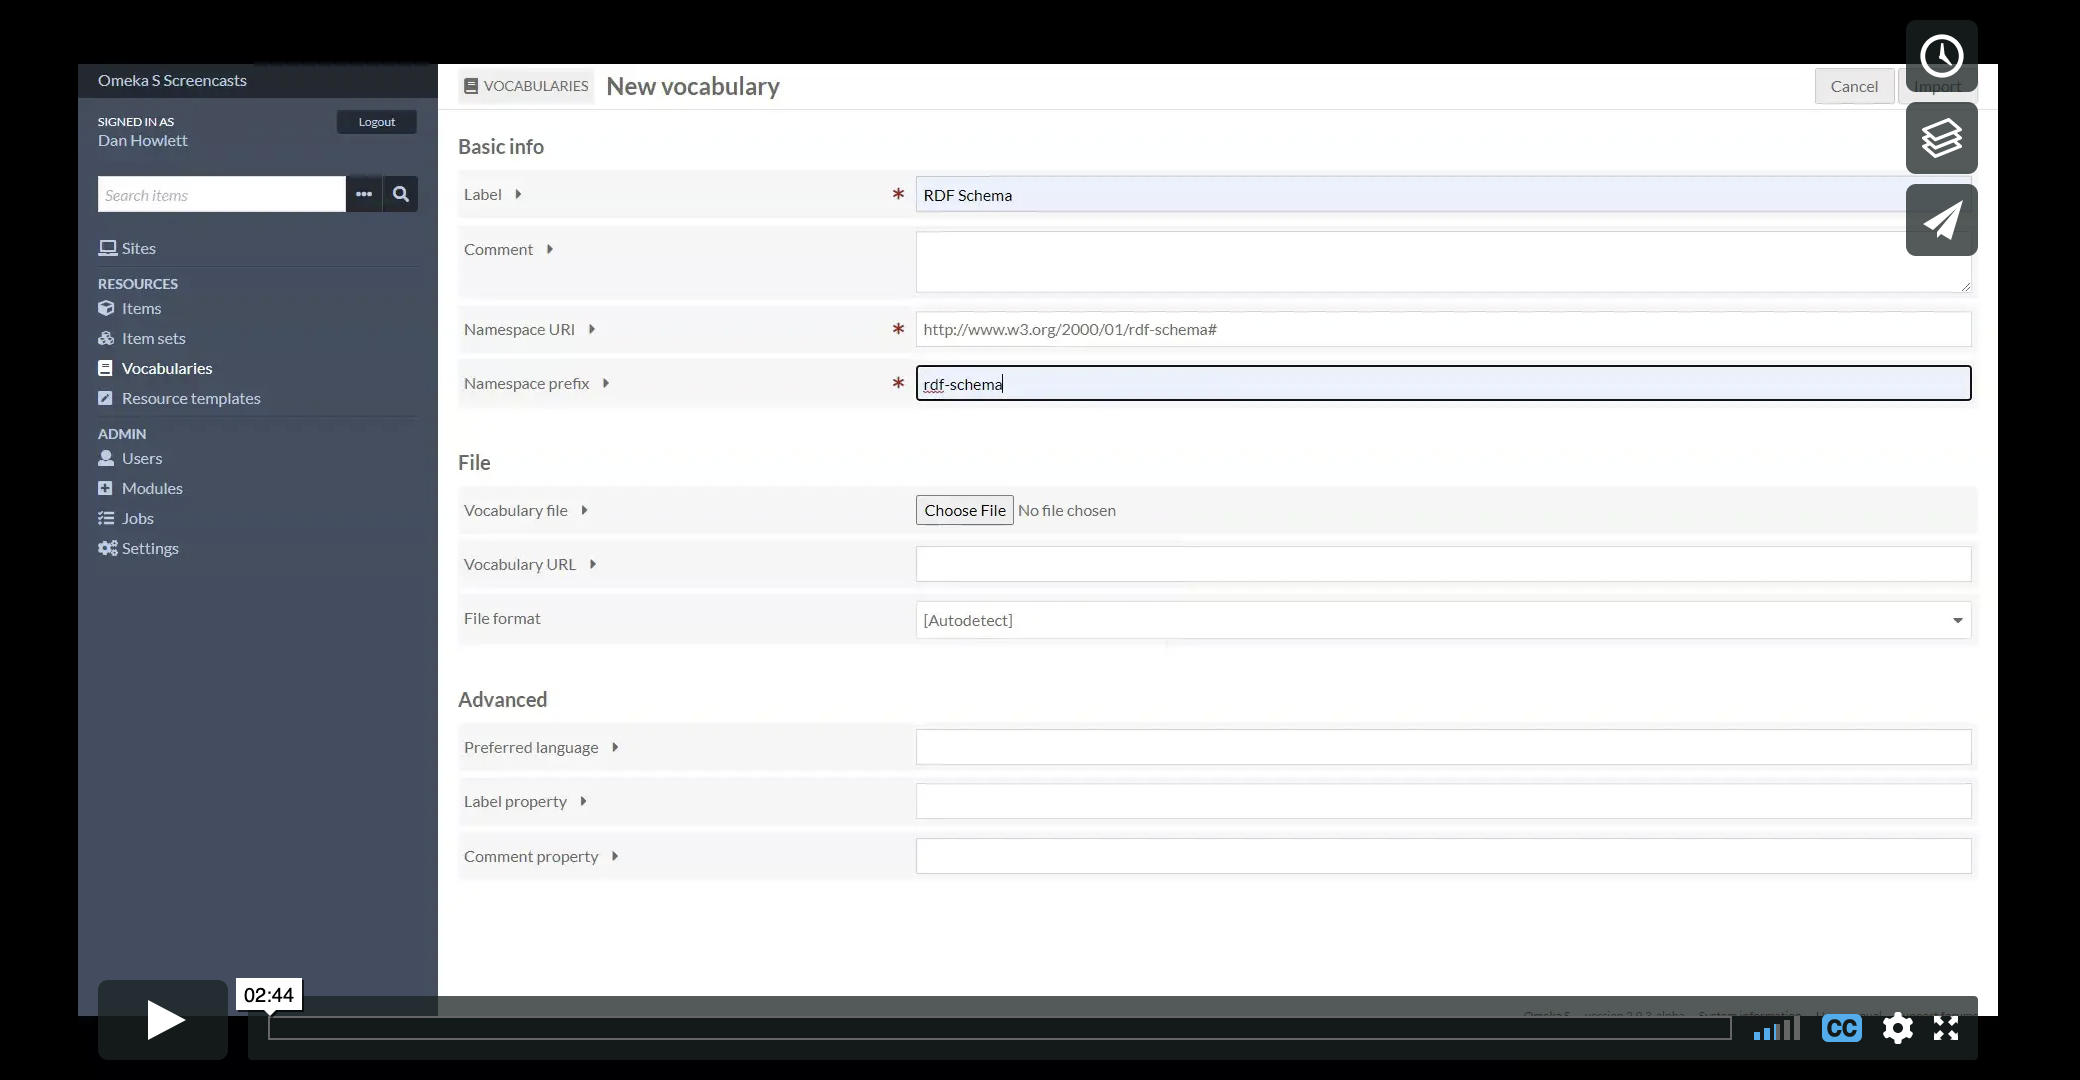 Omeka S Screencasts
SIGNED IN AS
Dan Howlett
Logout
Search items
Sites
RESOURCES
Items
Item sets
Vocabularies
Resource templates
ADMIN
Users
Modules
Jobs
Settings
VOCABULARIES New vocabulary
Cancel
Import
Basic info
Label
* RDF Schema
Comment
Namespace URI
* http://www.w3.org/2000/01/rdf-schema#
Namespace prefix
* rdf-schema
File
Vocabulary file
Choose File No file chosen
Vocabulary URL
File format
[Autodetect]
Advanced
Preferred language
Label property
Comment property
02:44
CC